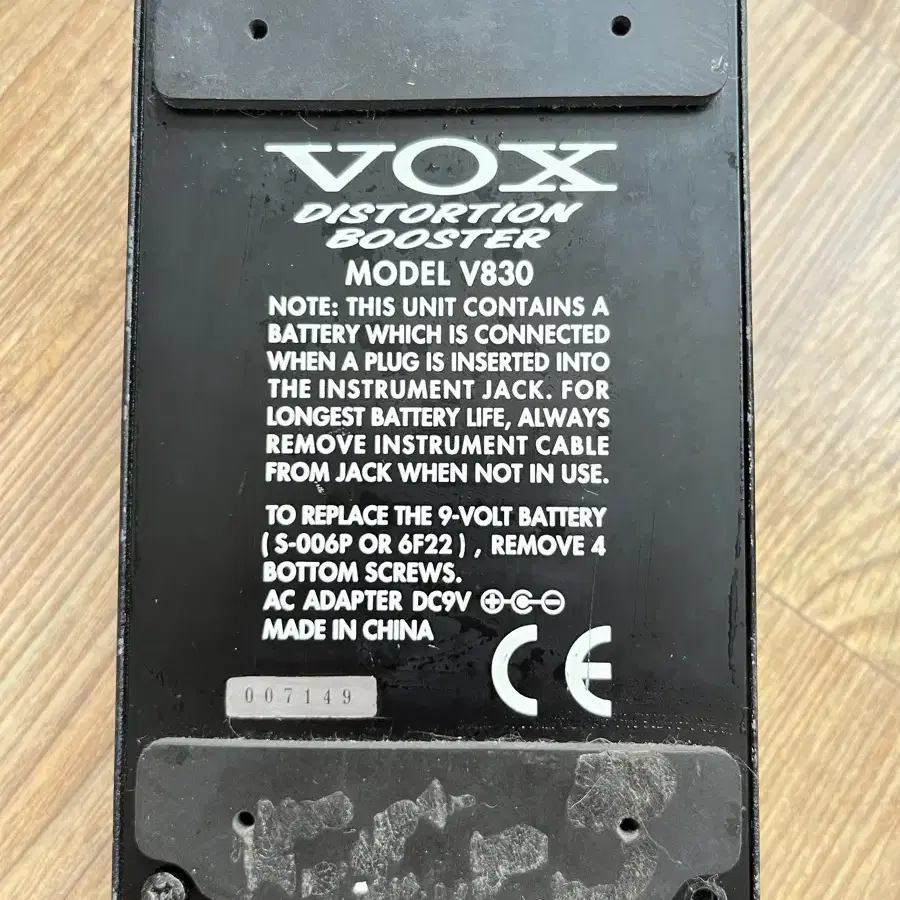 VOX
DISTORTION
BOOSTER
MODEL V830
NOTE: THIS UNIT CONTAINS A
BATTERY WHICH IS CONNECTED
WHEN A PLUG IS INSERTED INTO
THE INSTRUMENT JACK. FOR
LONGEST BATTERY LIFE, ALWAYS
REMOVE INSTRUMENT CABLE
FROM JACK WHEN NOT IN USE.
TO REPLACE THE 9-VOLT BATTERY
( S-006P OR 6F22 ) , REMOVE 4
BOTTOM SCREWS.
AC ADAPTER DC9V
MADE IN CHINA
CE
007149